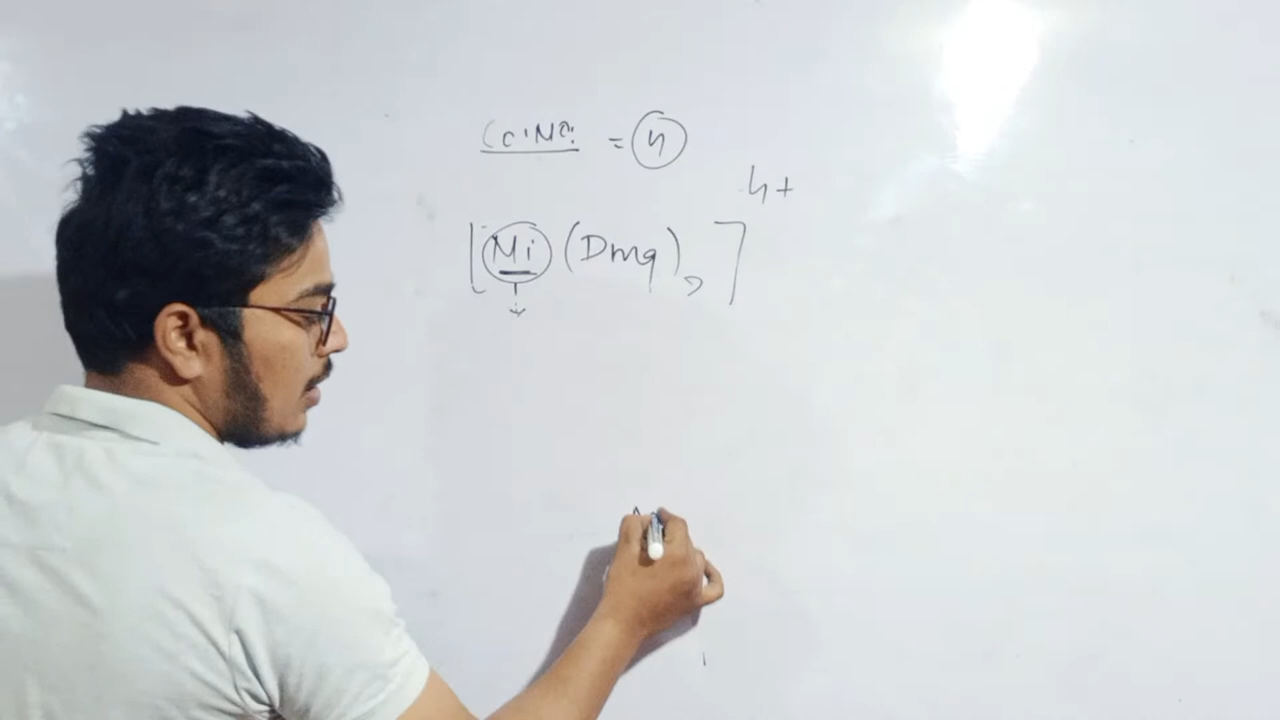 Co·No: = 4
[Ni(Dmg)₂]⁴⁺